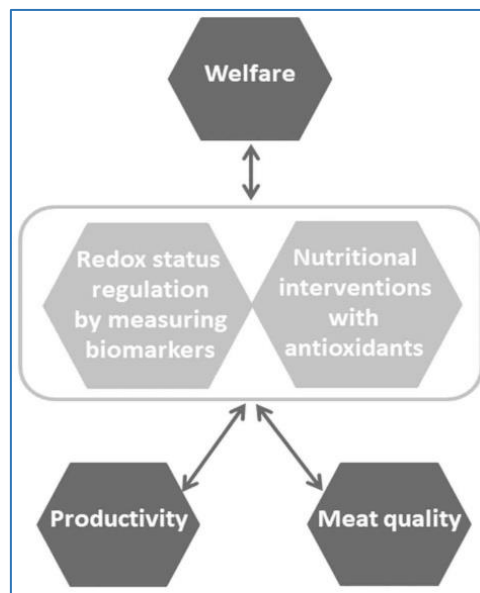 Welfare
Redox status
regulation
by measuring
biomarkers
Nutritional
interventions
with
antioxidants
Productivity
Meat quality